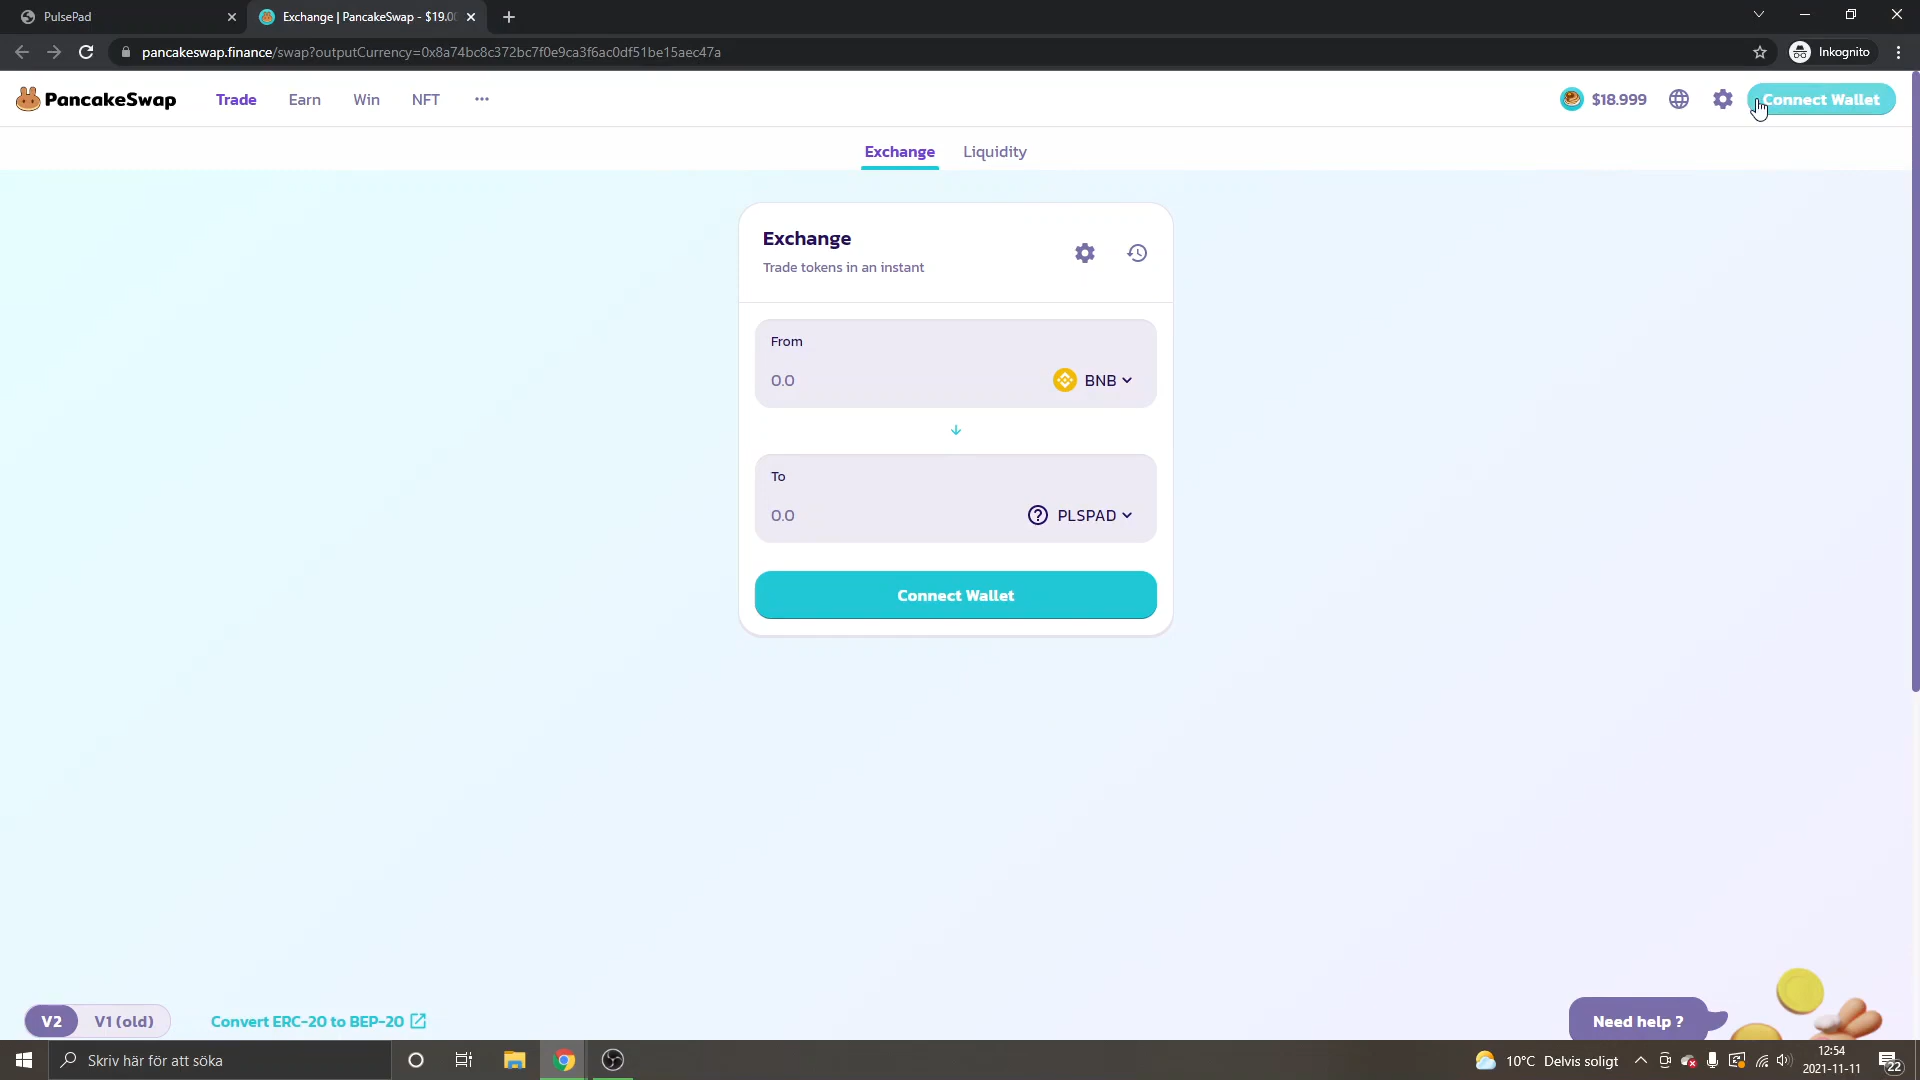 PulsePad
Exchange | PancakeSwap - $19.00
pancakeswap.finance/swap?outputCurrency=0x8a74bc8c372bc7f0e9ca3f6ac0df51be15aec47a
Inkognito
PancakeSwap
Trade
Earn
Win
NFT
$18.999
Connect Wallet
Exchange
Liquidity
Exchange
Trade tokens in an instant
From
0.0
BNB
To
0.0
PLSPAD
Connect Wallet
V2
V1 (old)
Convert ERC-20 to BEP-20
Need help ?
Skriv här för att söka
10°C Delvis soligt
12:54
2021-11-11
22